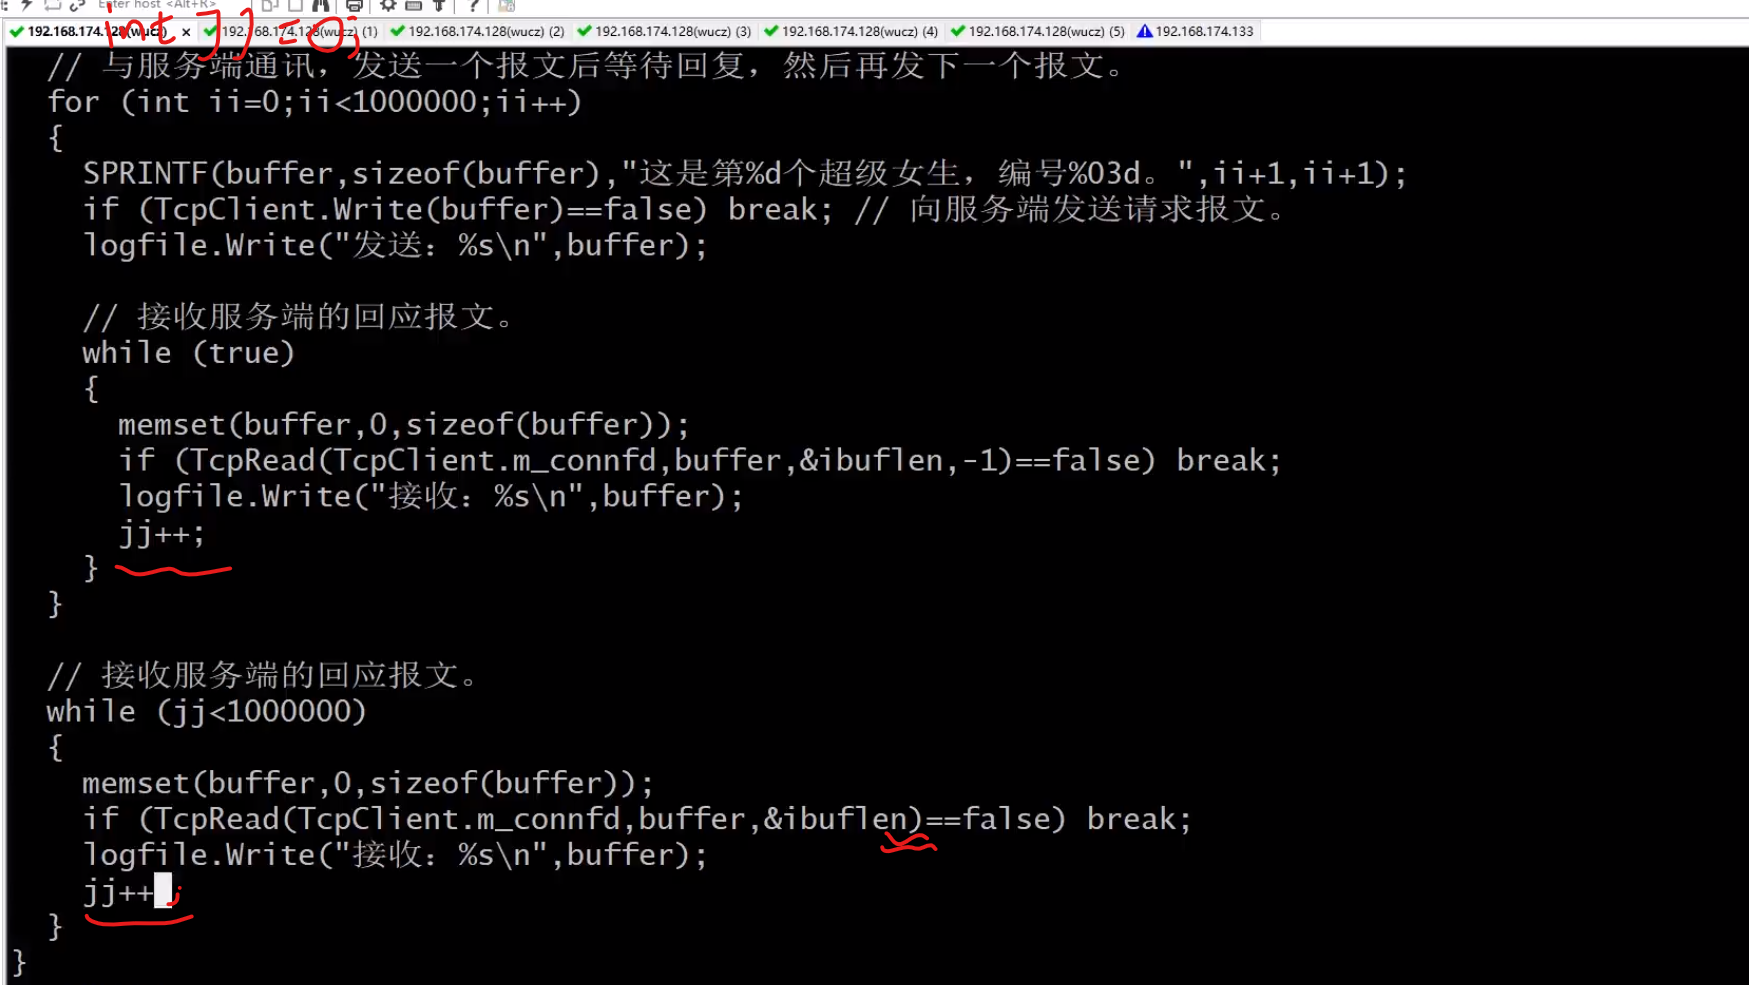 Enter host <Alt+R>
int jj = 0;
192.168.174.128(wucz) × 192.168.174.128(wucz) (1) 192.168.174.128(wucz) (2) 192.168.174.128(wucz) (3) 192.168.174.128(wucz) (4) 192.168.174.128(wucz) (5) 192.168.174.133
// 与服务端通讯，发送一个报文后等待回复，然后再发下一个报文。
for (int ii=0;ii<1000000;ii++)
{
SPRINTF(buffer,sizeof(buffer),"这是第%d个超级女生，编号%03d。",ii+1,ii+1);
if (TcpClient.Write(buffer)==false) break; // 向服务端发送请求报文。
logfile.Write("发送：%s\n",buffer);
// 接收服务端的回应报文。
while (true)
{
memset(buffer,0,sizeof(buffer));
if (TcpRead(TcpClient.m_connfd,buffer,&ibuflen,-1)==false) break;
logfile.Write("接收：%s\n",buffer);
jj++;
}
}
// 接收服务端的回应报文。
while (jj<1000000)
{
memset(buffer,0,sizeof(buffer));
if (TcpRead(TcpClient.m_connfd,buffer,&ibuflen)==false) break;
logfile.Write("接收：%s\n",buffer);
jj++;
}
}